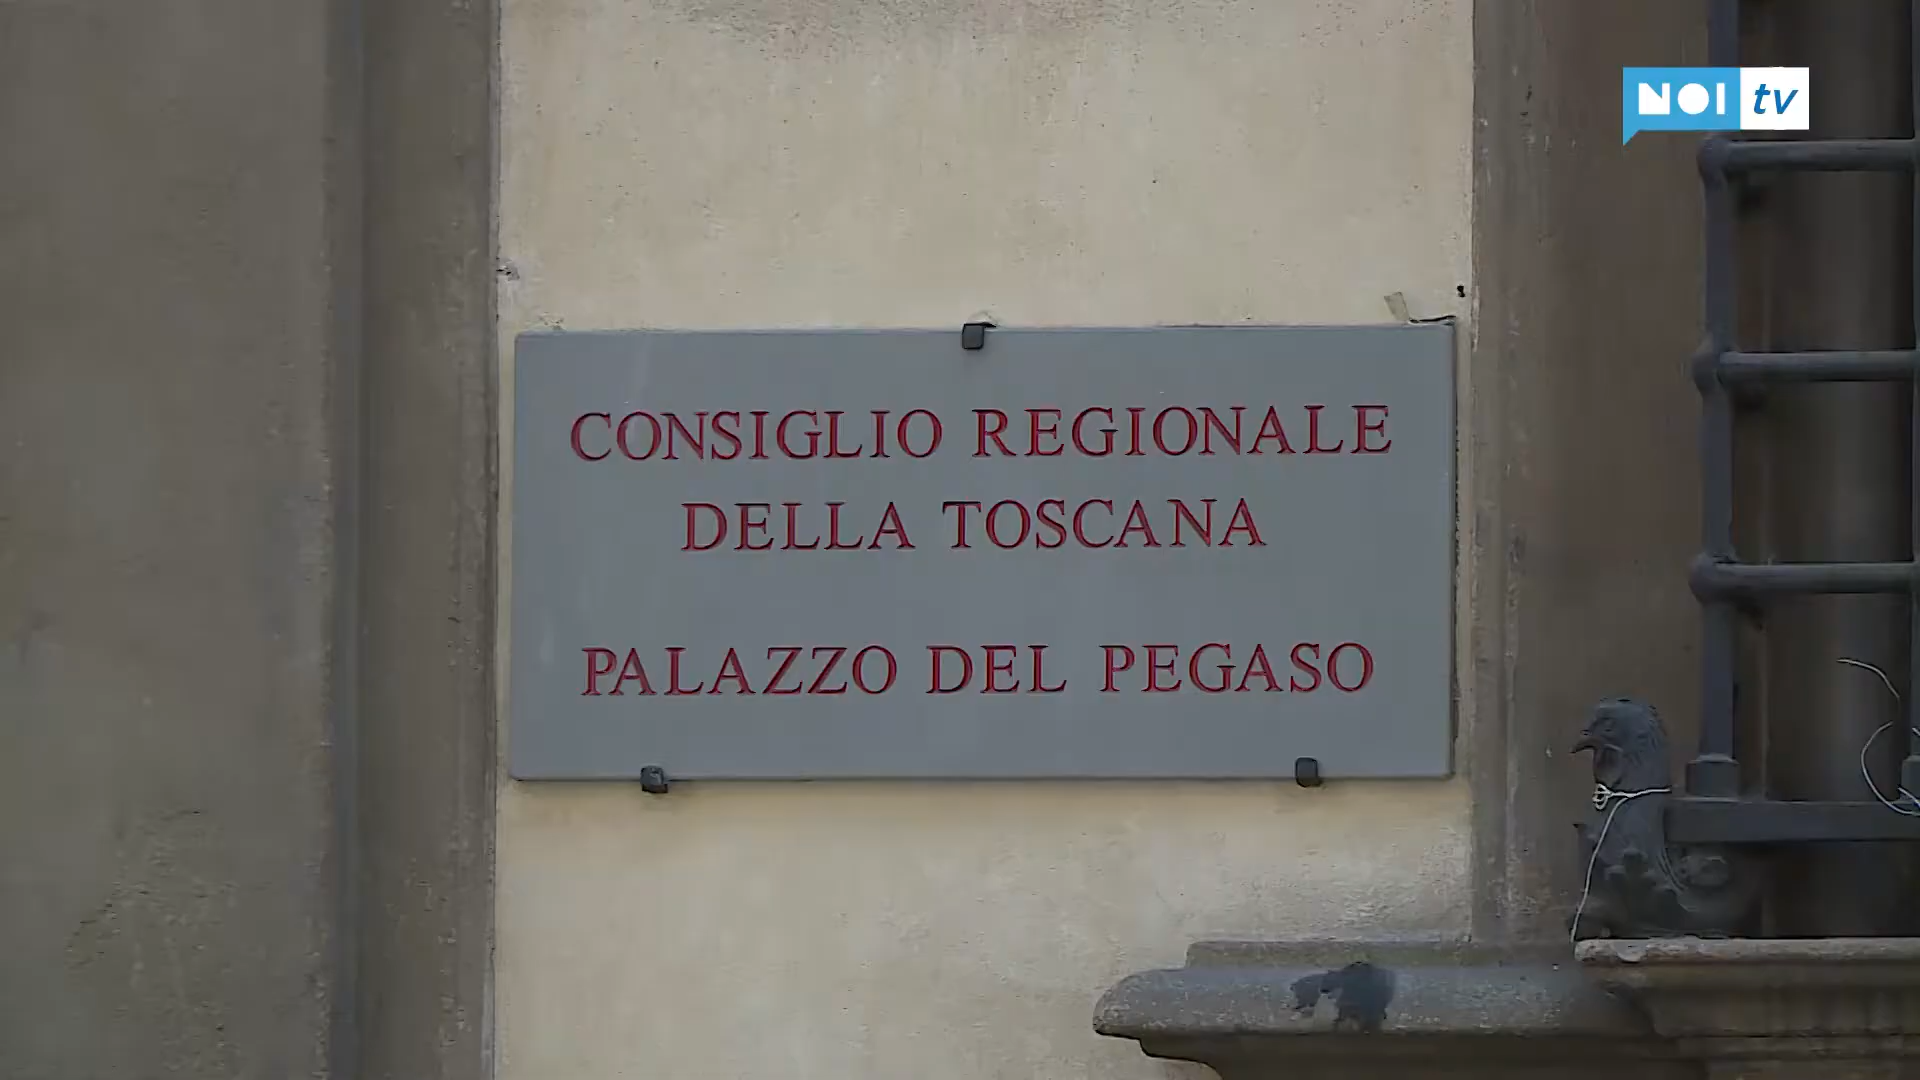 NOI tv
CONSIGLIO REGIONALE
DELLA TOSCANA
PALAZZO DEL PEGASO